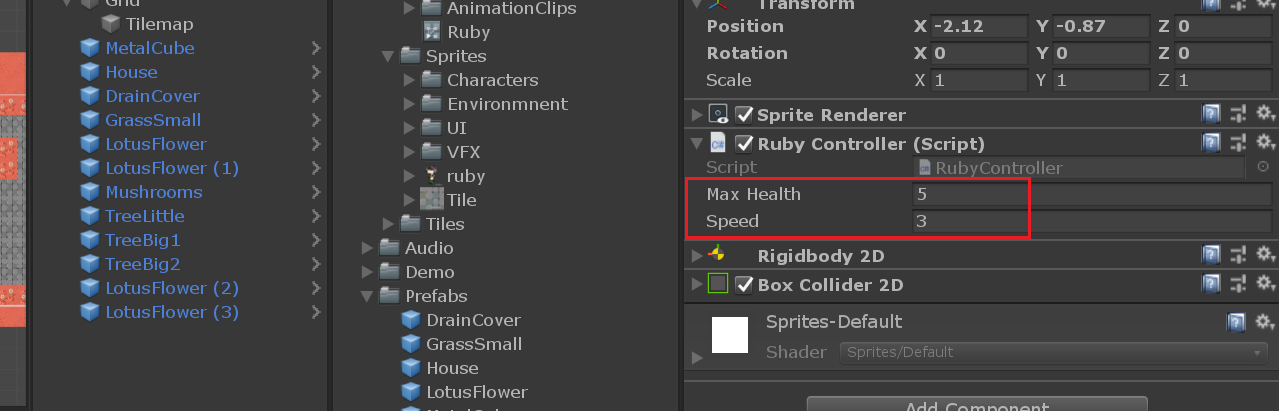 Grid
Tilemap
MetalCube
House
DrainCover
GrassSmall
LotusFlower
LotusFlower (1)
Mushrooms
TreeLittle
TreeBig1
TreeBig2
LotusFlower (2)
LotusFlower (3)
AnimationClips
Ruby
Sprites
Characters
Environmnent
UI
VFX
ruby
Tile
Tiles
Audio
Demo
Prefabs
DrainCover
GrassSmall
House
LotusFlower
Transform
Position X -2.12 Y -0.87 Z 0
Rotation X 0 Y 0 Z 0
Scale X 1 Y 1 Z 1
Sprite Renderer
Ruby Controller (Script)
Script RubyController
Max Health 5
Speed 3
Rigidbody 2D
Box Collider 2D
Sprites-Default
Shader Sprites/Default
Add Component